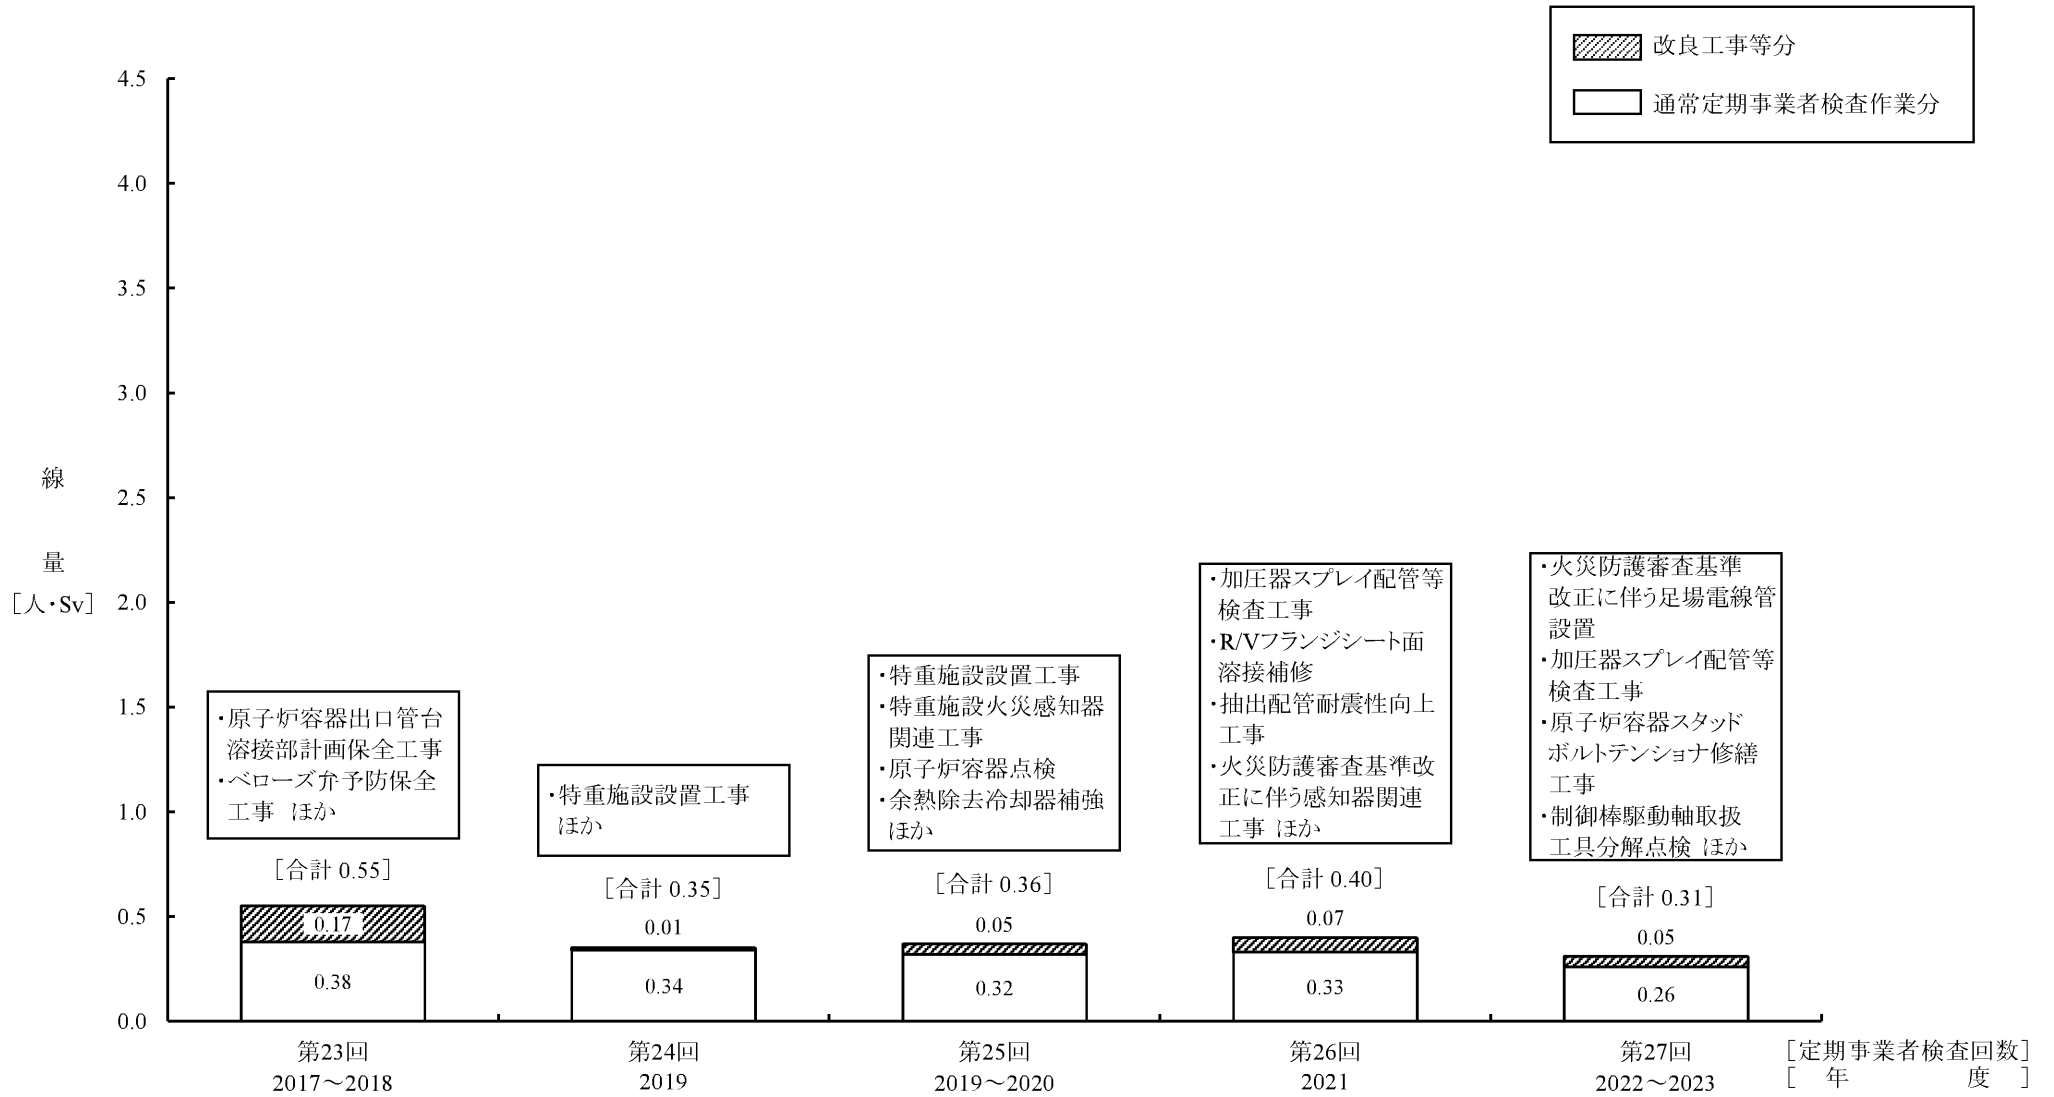 改良工事等分
通常定期事業者検査作業分
4.5
4.0
3.5
3.0
2.5
2.0
1.5
1.0
0.5
0.0
線
量
［人・Sv］
・原子炉容器出口管台
溶接部計画保全工事
・ベローズ弁予防保全
工事 ほか
［合計 0.55］
0.17
0.38
・特重施設設置工事
ほか
［合計 0.35］
0.01
0.34
・特重施設設置工事
・特重施設火災感知器
関連工事
・原子炉容器点検
・余熱除去冷却器補強
ほか
［合計 0.36］
0.05
0.32
・加圧器スプレイ配管等
検査工事
・R/Vフランジシート面
溶接補修
・抽出配管耐震性向上
工事
・火災防護審査基準改
正に伴う感知器関連
工事 ほか
［合計 0.40］
0.07
0.33
・火災防護審査基準
改正に伴う足場電線管
設置
・加圧器スプレイ配管等
検査工事
・原子炉容器スタッド
ボルトテンショナ修繕
工事
・制御棒駆動軸取扱
工具分解点検 ほか
［合計 0.31］
0.05
0.26
第23回
2017～2018
第24回
2019
第25回
2019～2020
第26回
2021
第27回
2022～2023
［定期事業者検査回数］
［ 年 度 ］